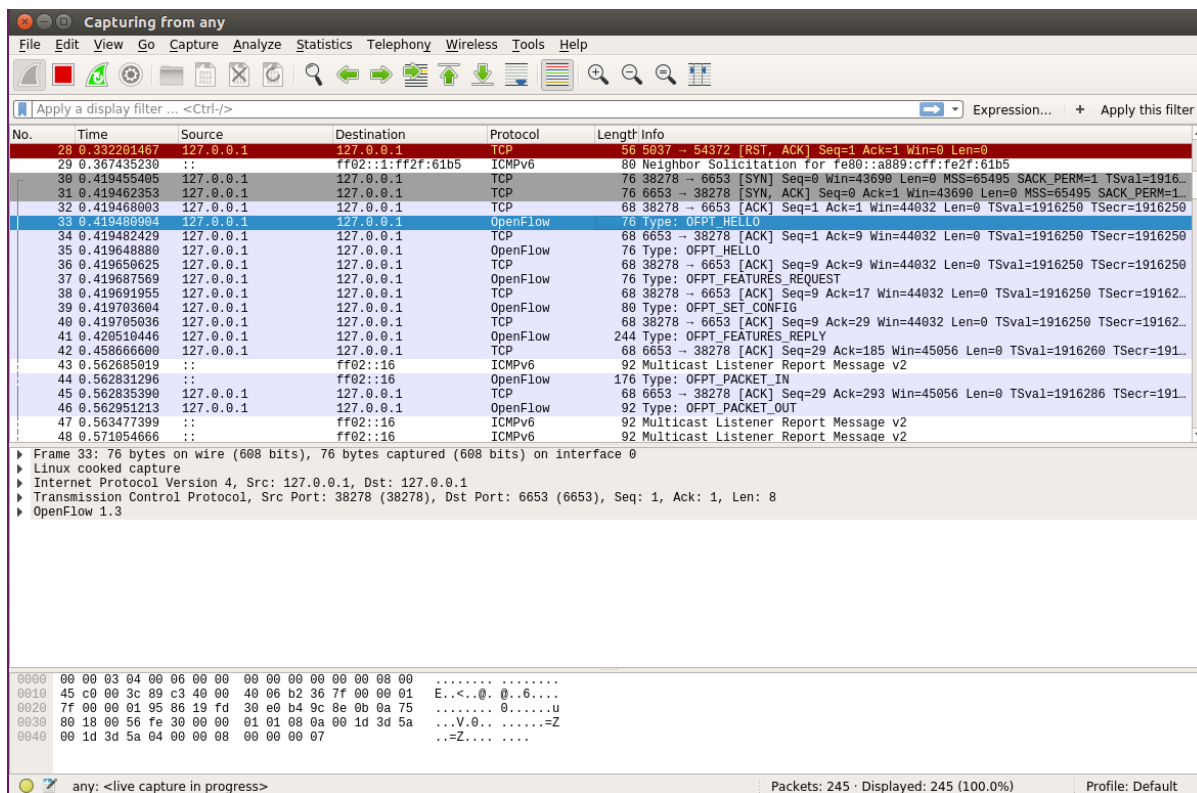 Capturing from any
File Edit View Go Capture Analyze Statistics Telephony Wireless Tools Help
Apply a display filter ... <Ctrl-/> Expression... + Apply this filter
No. Time Source Destination Protocol Length Info
28 0.332201467 127.0.0.1 127.0.0.1 TCP 56 5037 → 54372 [RST, ACK] Seq=1 Ack=1 Win=0 Len=0
29 0.367435230 :: ff02::1:ff2f:61b5 ICMPv6 80 Neighbor Solicitation for fe80::a889:cff:fe2f:61b5
30 0.419455405 127.0.0.1 127.0.0.1 TCP 76 38278 → 6653 [SYN] Seq=0 Win=43690 Len=0 MSS=65495 SACK_PERM=1 TSval=1916…
31 0.419462353 127.0.0.1 127.0.0.1 TCP 76 6653 → 38278 [SYN, ACK] Seq=0 Ack=1 Win=43690 Len=0 MSS=65495 SACK_PERM=1…
32 0.419468003 127.0.0.1 127.0.0.1 TCP 68 38278 → 6653 [ACK] Seq=1 Ack=1 Win=44032 Len=0 TSval=1916250 TSecr=1916250
33 0.419480904 127.0.0.1 127.0.0.1 OpenFlow 76 Type: OFPT_HELLO
34 0.419482429 127.0.0.1 127.0.0.1 TCP 68 6653 → 38278 [ACK] Seq=1 Ack=9 Win=44032 Len=0 TSval=1916250 TSecr=1916250
35 0.419648880 127.0.0.1 127.0.0.1 OpenFlow 76 Type: OFPT_HELLO
36 0.419650625 127.0.0.1 127.0.0.1 TCP 68 38278 → 6653 [ACK] Seq=9 Ack=9 Win=44032 Len=0 TSval=1916250 TSecr=1916250
37 0.419687569 127.0.0.1 127.0.0.1 OpenFlow 76 Type: OFPT_FEATURES_REQUEST
38 0.419691955 127.0.0.1 127.0.0.1 TCP 68 38278 → 6653 [ACK] Seq=9 Ack=17 Win=44032 Len=0 TSval=1916250 TSecr=19162…
39 0.419703604 127.0.0.1 127.0.0.1 OpenFlow 80 Type: OFPT_SET_CONFIG
40 0.419705036 127.0.0.1 127.0.0.1 TCP 68 38278 → 6653 [ACK] Seq=9 Ack=29 Win=44032 Len=0 TSval=1916250 TSecr=19162…
41 0.420510446 127.0.0.1 127.0.0.1 OpenFlow 244 Type: OFPT_FEATURES_REPLY
42 0.458666600 127.0.0.1 127.0.0.1 TCP 68 6653 → 38278 [ACK] Seq=29 Ack=185 Win=45056 Len=0 TSval=1916260 TSecr=191…
43 0.562685019 :: ff02::16 ICMPv6 92 Multicast Listener Report Message v2
44 0.562831296 :: ff02::16 OpenFlow 176 Type: OFPT_PACKET_IN
45 0.562835390 127.0.0.1 127.0.0.1 TCP 68 6653 → 38278 [ACK] Seq=29 Ack=293 Win=45056 Len=0 TSval=1916286 TSecr=191…
46 0.562951213 127.0.0.1 127.0.0.1 OpenFlow 92 Type: OFPT_PACKET_OUT
47 0.563477399 :: ff02::16 ICMPv6 92 Multicast Listener Report Message v2
48 0.571054666 :: ff02::16 ICMPv6 92 Multicast Listener Report Message v2
Frame 33: 76 bytes on wire (608 bits), 76 bytes captured (608 bits) on interface 0
Linux cooked capture
Internet Protocol Version 4, Src: 127.0.0.1, Dst: 127.0.0.1
Transmission Control Protocol, Src Port: 38278 (38278), Dst Port: 6653 (6653), Seq: 1, Ack: 1, Len: 8
OpenFlow 1.3
0000 00 00 03 04 00 06 00 00 00 00 00 00 00 00 08 00 ........ ........
0010 45 c0 00 3c 89 c3 40 00 40 06 b2 36 7f 00 00 01 E..<..@. @..6....
0020 7f 00 00 01 95 86 19 fd 30 e0 b4 9c 8e 0b 0a 75 ........ 0......u
0030 80 18 00 56 fe 30 00 00 01 01 08 0a 00 1d 3d 5a ...V.0.. ......=Z
0040 00 1d 3d 5a 04 00 00 08 00 00 00 07 ..=Z.... ....
any: <live capture in progress> Packets: 245 · Displayed: 245 (100.0%) Profile: Default